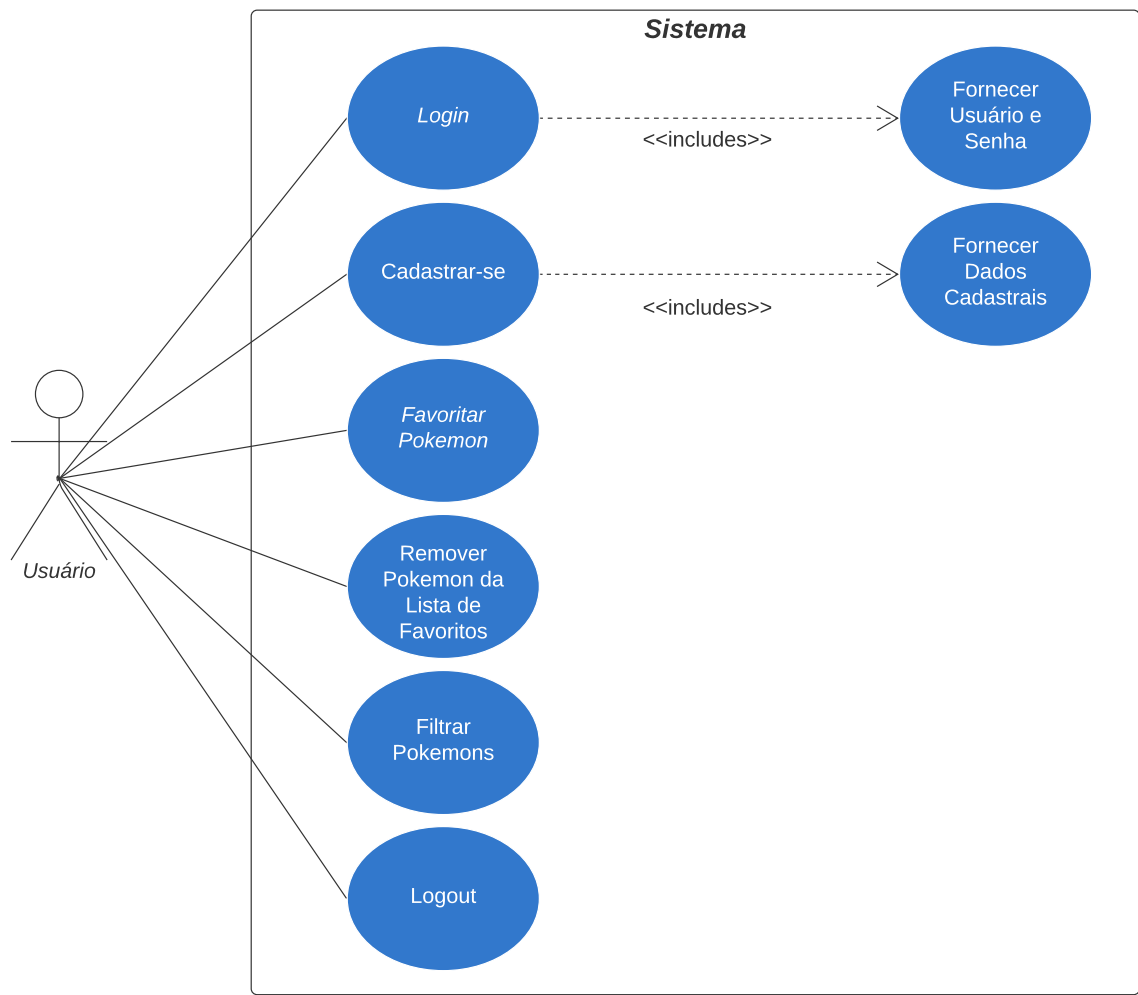 Sistema
Login
<<includes>>
Fornecer
Usuário e
Senha
Cadastrar-se
<<includes>>
Fornecer
Dados
Cadastrais
Favoritar
Pokemon
Usuário
Remover
Pokemon da
Lista de
Favoritos
Filtrar
Pokemons
Logout